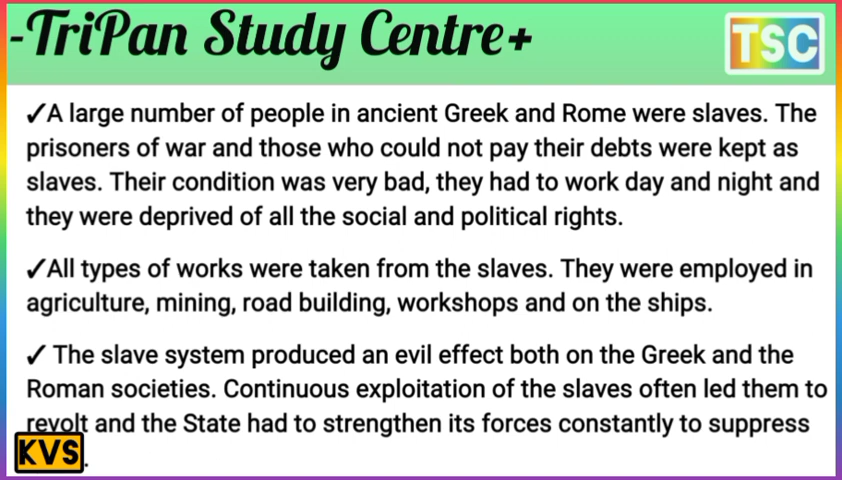 -TriPan Study Centre+
TSC
✓A large number of people in ancient Greek and Rome were slaves. The
prisoners of war and those who could not pay their debts were kept as
slaves. Their condition was very bad, they had to work day and night and
they were deprived of all the social and political rights.
✓All types of works were taken from the slaves. They were employed in
agriculture, mining, road building, workshops and on the ships.
✓ The slave system produced an evil effect both on the Greek and the
Roman societies. Continuous exploitation of the slaves often led them to
revolt and the State had to strengthen its forces constantly to suppress
KVS .